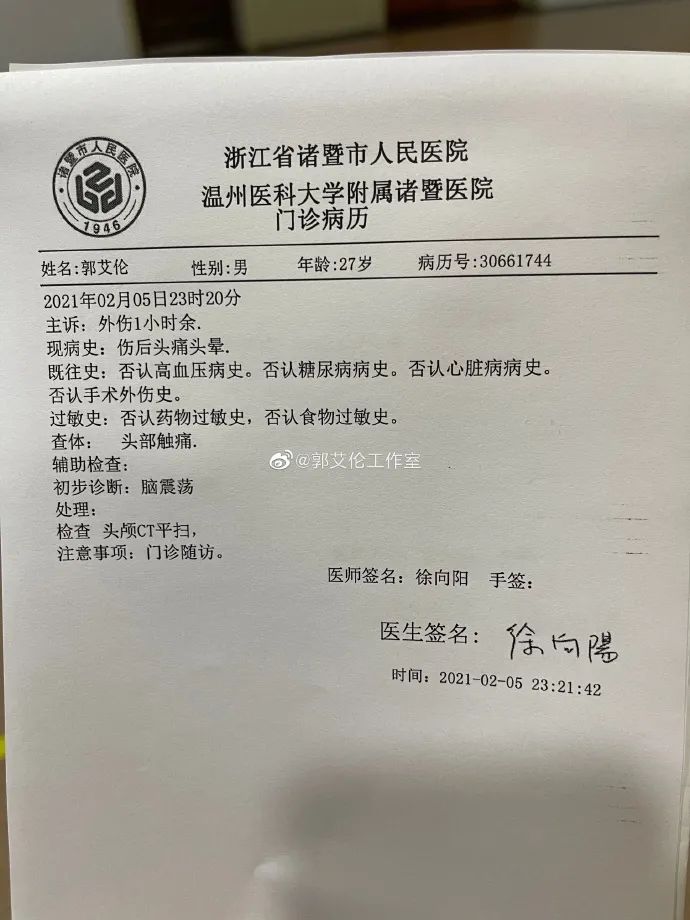 诸暨市人民医院
1946
浙江省诸暨市人民医院
温州医科大学附属诸暨医院
门诊病历
姓名:郭艾伦 性别:男 年龄:27岁 病历号:30661744
2021年02月05日23时20分
主诉: 外伤1小时余.
现病史: 伤后头痛头晕.
既往史: 否认高血压病史。否认糖尿病病史。否认心脏病病史。
否认手术外伤史。
过敏史: 否认药物过敏史, 否认食物过敏史。
查体: 头部触痛.
辅助检查:
初步诊断: 脑震荡
处理:
检查 头颅CT平扫,
注意事项: 门诊随访。
@郭艾伦工作室
医师签名: 徐向阳 手签:
医生签名: 徐向陽
时间: 2021-02-05 23:21:42